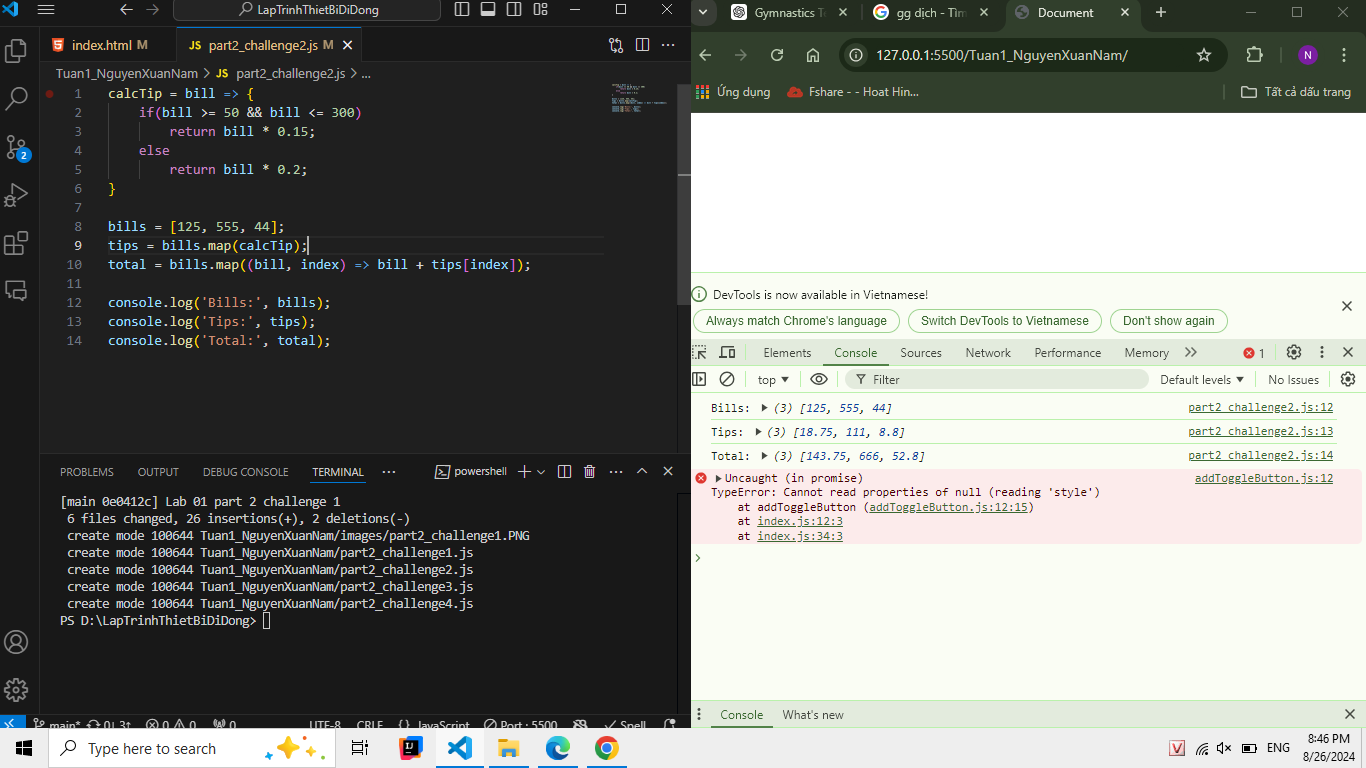 LapTrinhThietBiDiDong
index.html M
JS part2_challenge2.js M
Tuan1_NguyenXuanNam > JS part2_challenge2.js > ...
1 calcTip = bill => {
2 if(bill >= 50 && bill <= 300)
3 return bill * 0.15;
4 else
5 return bill * 0.2;
6 }
7
8 bills = [125, 555, 44];
9 tips = bills.map(calcTip);
10 total = bills.map((bill, index) => bill + tips[index]);
11
12 console.log('Bills:', bills);
13 console.log('Tips:', tips);
14 console.log('Total:', total);
2
PROBLEMS OUTPUT DEBUG CONSOLE TERMINAL ... powershell
[main 0e0412c] Lab 01 part 2 challenge 1
6 files changed, 26 insertions(+), 2 deletions(-)
create mode 100644 Tuan1_NguyenXuanNam/images/part2_challenge1.PNG
create mode 100644 Tuan1_NguyenXuanNam/part2_challenge1.js
create mode 100644 Tuan1_NguyenXuanNam/part2_challenge2.js
create mode 100644 Tuan1_NguyenXuanNam/part2_challenge3.js
create mode 100644 Tuan1_NguyenXuanNam/part2_challenge4.js
PS D:\LapTrinhThietBiDiDong>
main* 0↓ 3↑ 0 0 0 UTF-8 CRLF {} JavaScript Port : 5500 Spell
Gymnastics Te
gg dịch - Tìm
Document
127.0.0.1:5500/Tuan1_NguyenXuanNam/
N
Ứng dụng Fshare - - Hoat Hin... Tất cả dấu trang
DevTools is now available in Vietnamese!
Always match Chrome's language Switch DevTools to Vietnamese Don't show again
Elements Console Sources Network Performance Memory 1
top Filter Default levels No Issues
Bills: (3) [125, 555, 44] part2 challenge2.js:12
Tips: (3) [18.75, 111, 8.8] part2 challenge2.js:13
Total: (3) [143.75, 666, 52.8] part2 challenge2.js:14
Uncaught (in promise) addToggleButton.js:12
TypeError: Cannot read properties of null (reading 'style')
at addToggleButton (addToggleButton.js:12:15)
at index.js:12:3
at index.js:34:3
Console What's new
Type here to search
ENG
8:46 PM
8/26/2024